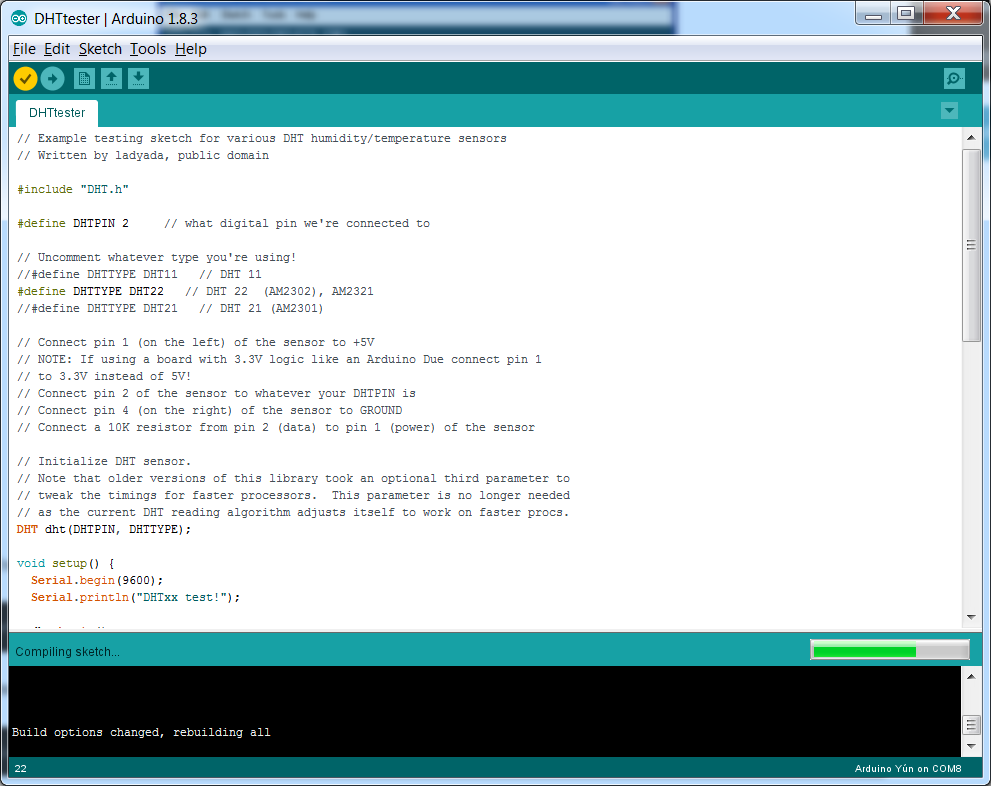 DHTtester | Arduino 1.8.3
File Edit Sketch Tools Help
DHTtester
// Example testing sketch for various DHT humidity/temperature sensors
// Written by ladyada, public domain
#include "DHT.h"
#define DHTPIN 2     // what digital pin we're connected to
// Uncomment whatever type you're using!
//#define DHTTYPE DHT11   // DHT 11
#define DHTTYPE DHT22   // DHT 22  (AM2302), AM2321
//#define DHTTYPE DHT21   // DHT 21 (AM2301)
// Connect pin 1 (on the left) of the sensor to +5V
// NOTE: If using a board with 3.3V logic like an Arduino Due connect pin 1
// to 3.3V instead of 5V!
// Connect pin 2 of the sensor to whatever your DHTPIN is
// Connect pin 4 (on the right) of the sensor to GROUND
// Connect a 10K resistor from pin 2 (data) to pin 1 (power) of the sensor
// Initialize DHT sensor.
// Note that older versions of this library took an optional third parameter to
// tweak the timings for faster processors.  This parameter is no longer needed
// as the current DHT reading algorithm adjusts itself to work on faster procs.
DHT dht(DHTPIN, DHTTYPE);
void setup() {
  Serial.begin(9600);
  Serial.println("DHTxx test!");
Compiling sketch...
Build options changed, rebuilding all
22
Arduino Yún on COM8